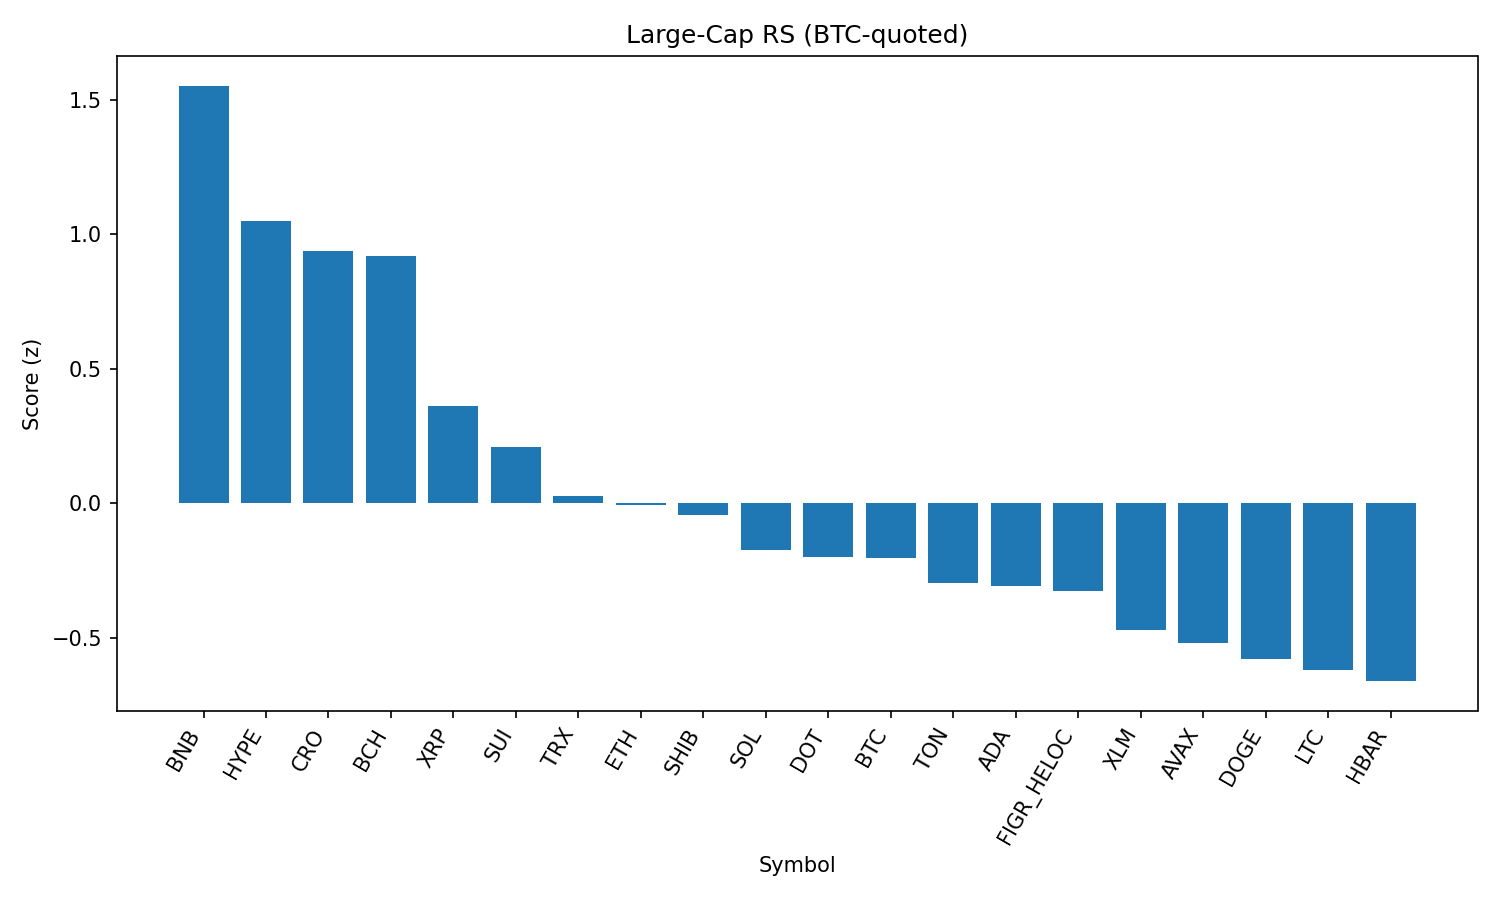 Large-Cap RS (BTC-quoted)
Score (z)
1.5
1.0
0.5
0.0
−0.5
BNB
HYPE
CRO
BCH
XRP
SUI
TRX
ETH
SHIB
SOL
DOT
BTC
TON
ADA
FIGR_HELOC
XLM
AVAX
DOGE
LTC
HBAR
Symbol